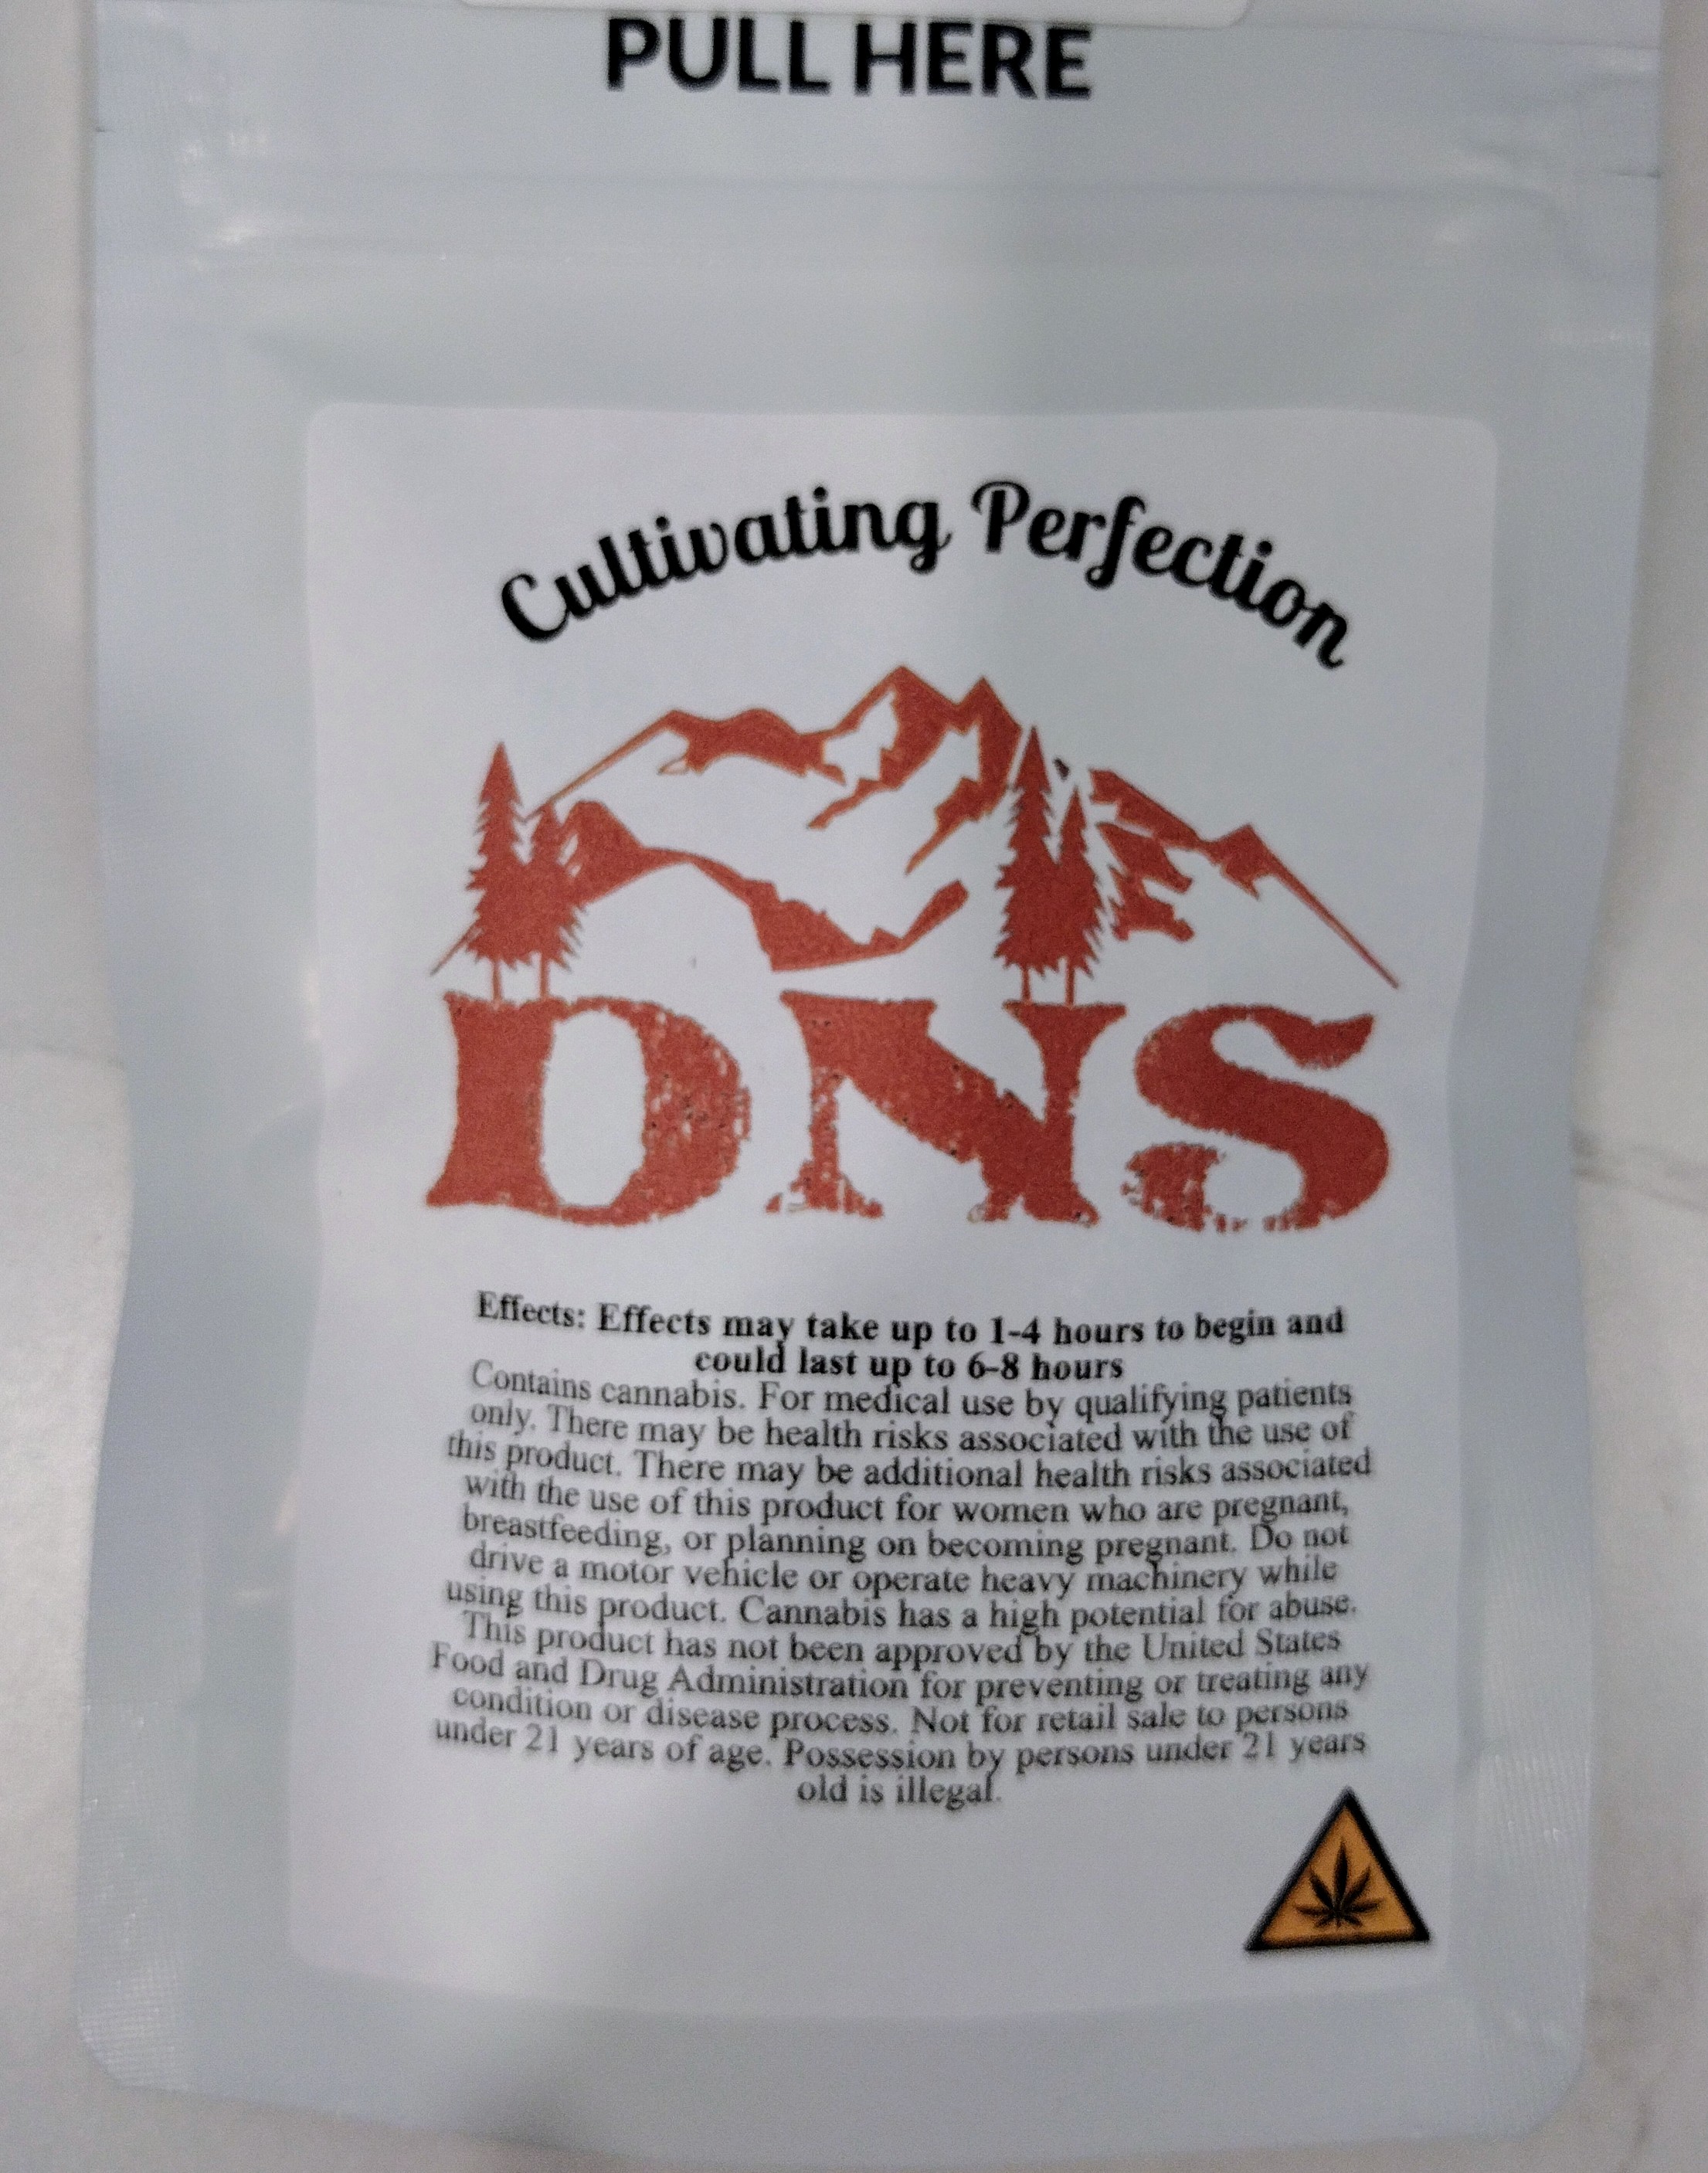 PULL HERE
Cultivating Perfection
DNS
Effects: Effects may take up to 1-4 hours to begin and
could last up to 6-8 hours
Contains cannabis. For medical use by qualifying patients
only. There may be health risks associated with the use of
this product. There may be additional health risks associated
with the use of this product for women who are pregnant,
breastfeeding, or planning on becoming pregnant. Do not
drive a motor vehicle or operate heavy machinery while
using this product. Cannabis has a high potential for abuse.
This product has not been approved by the United States
Food and Drug Administration for preventing or treating any
condition or disease process. Not for retail sale to persons
under 21 years of age. Possession by persons under 21 years
old is illegal.